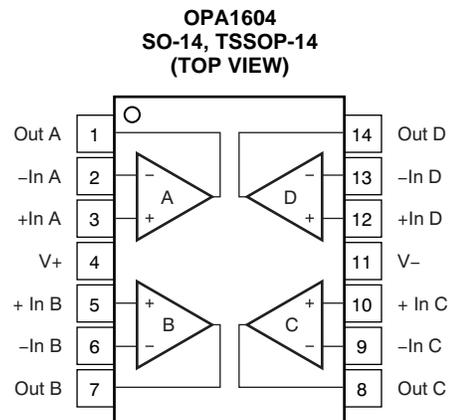 OPA1604
SO-14, TSSOP-14
(TOP VIEW)
Out A 1 14 Out D
−In A 2 − − 13 −In D
A D
+In A 3 + + 12 +In D
V+ 4 11 V−
+ In B 5 + + 10 + In C
B C
−In B 6 − − 9 −In C
Out B 7 8 Out C